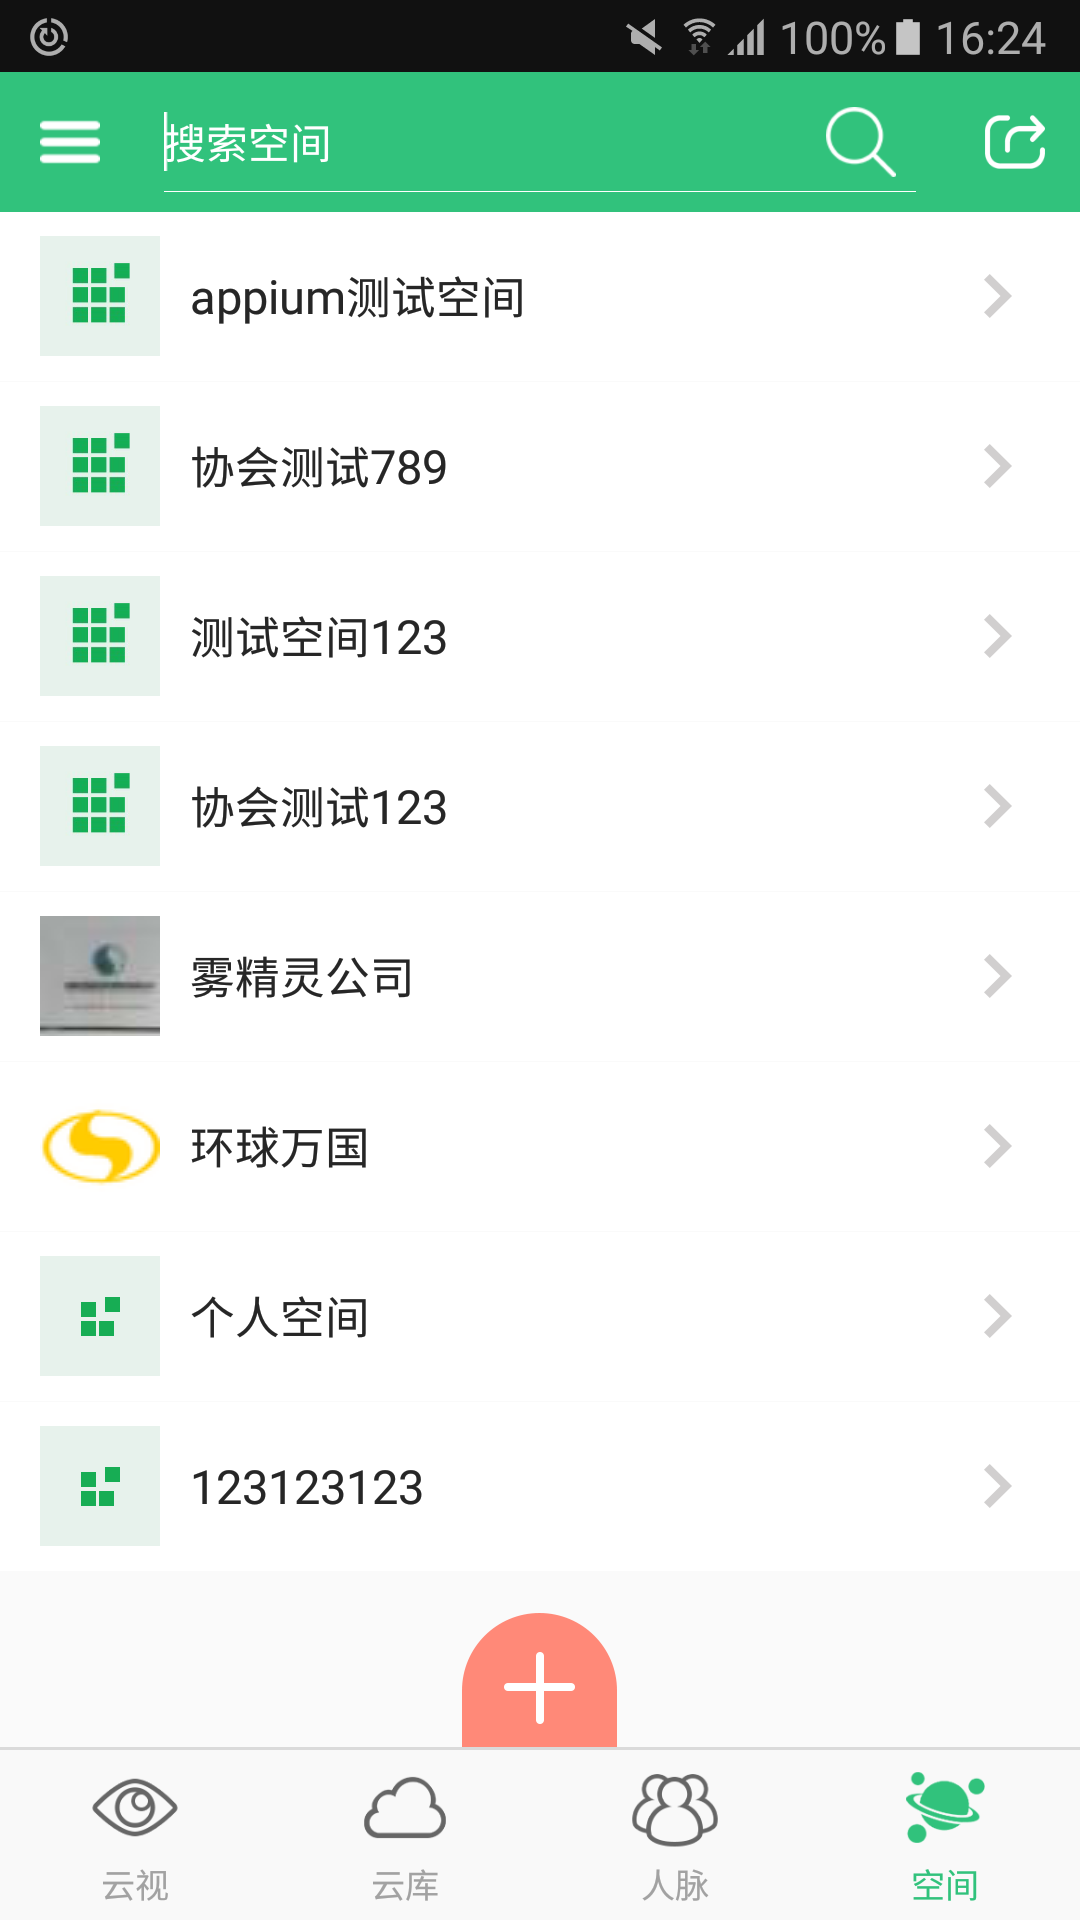 100% 16:24
搜索空间
appium测试空间
协会测试789
测试空间123
协会测试123
雾精灵公司
环球万国
个人空间
123123123
云视 云库 人脉 空间